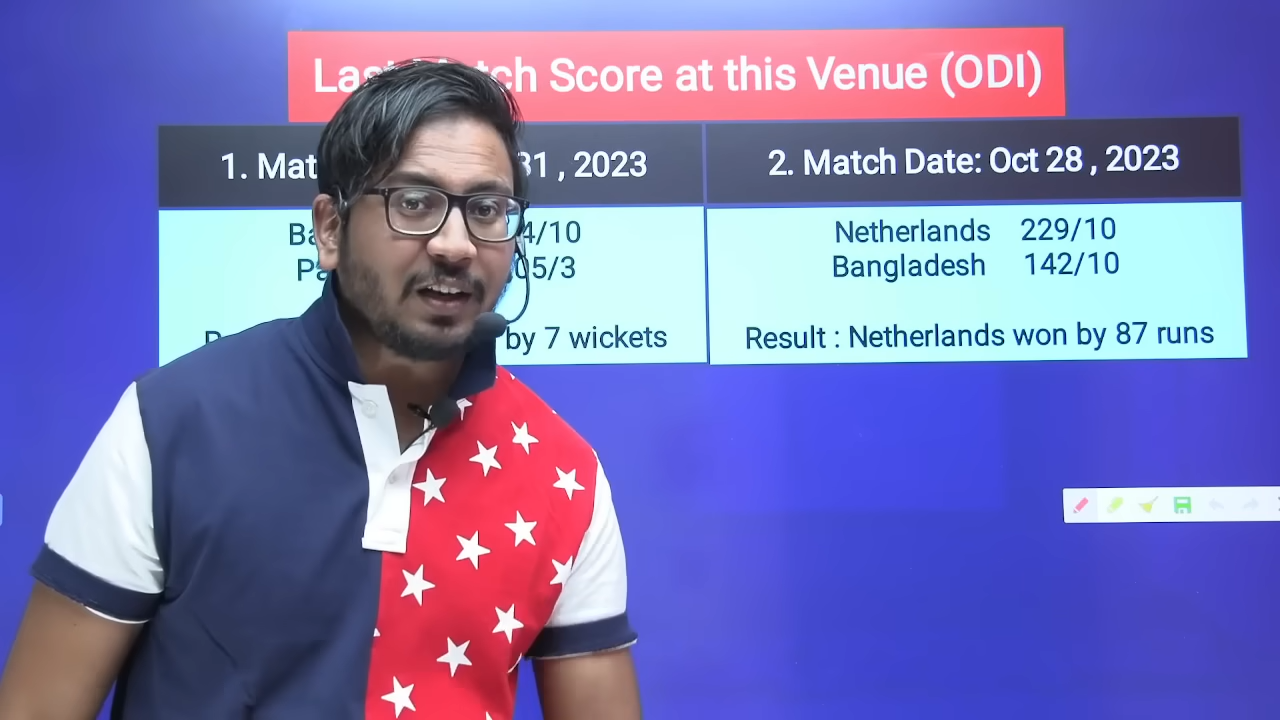 Last Match Score at this Venue (ODI)
1. Mat 31 , 2023
2. Match Date: Oct 28 , 2023
Ba 4/10
Pa 05/3
by 7 wickets
Netherlands 229/10
Bangladesh 142/10
Result : Netherlands won by 87 runs